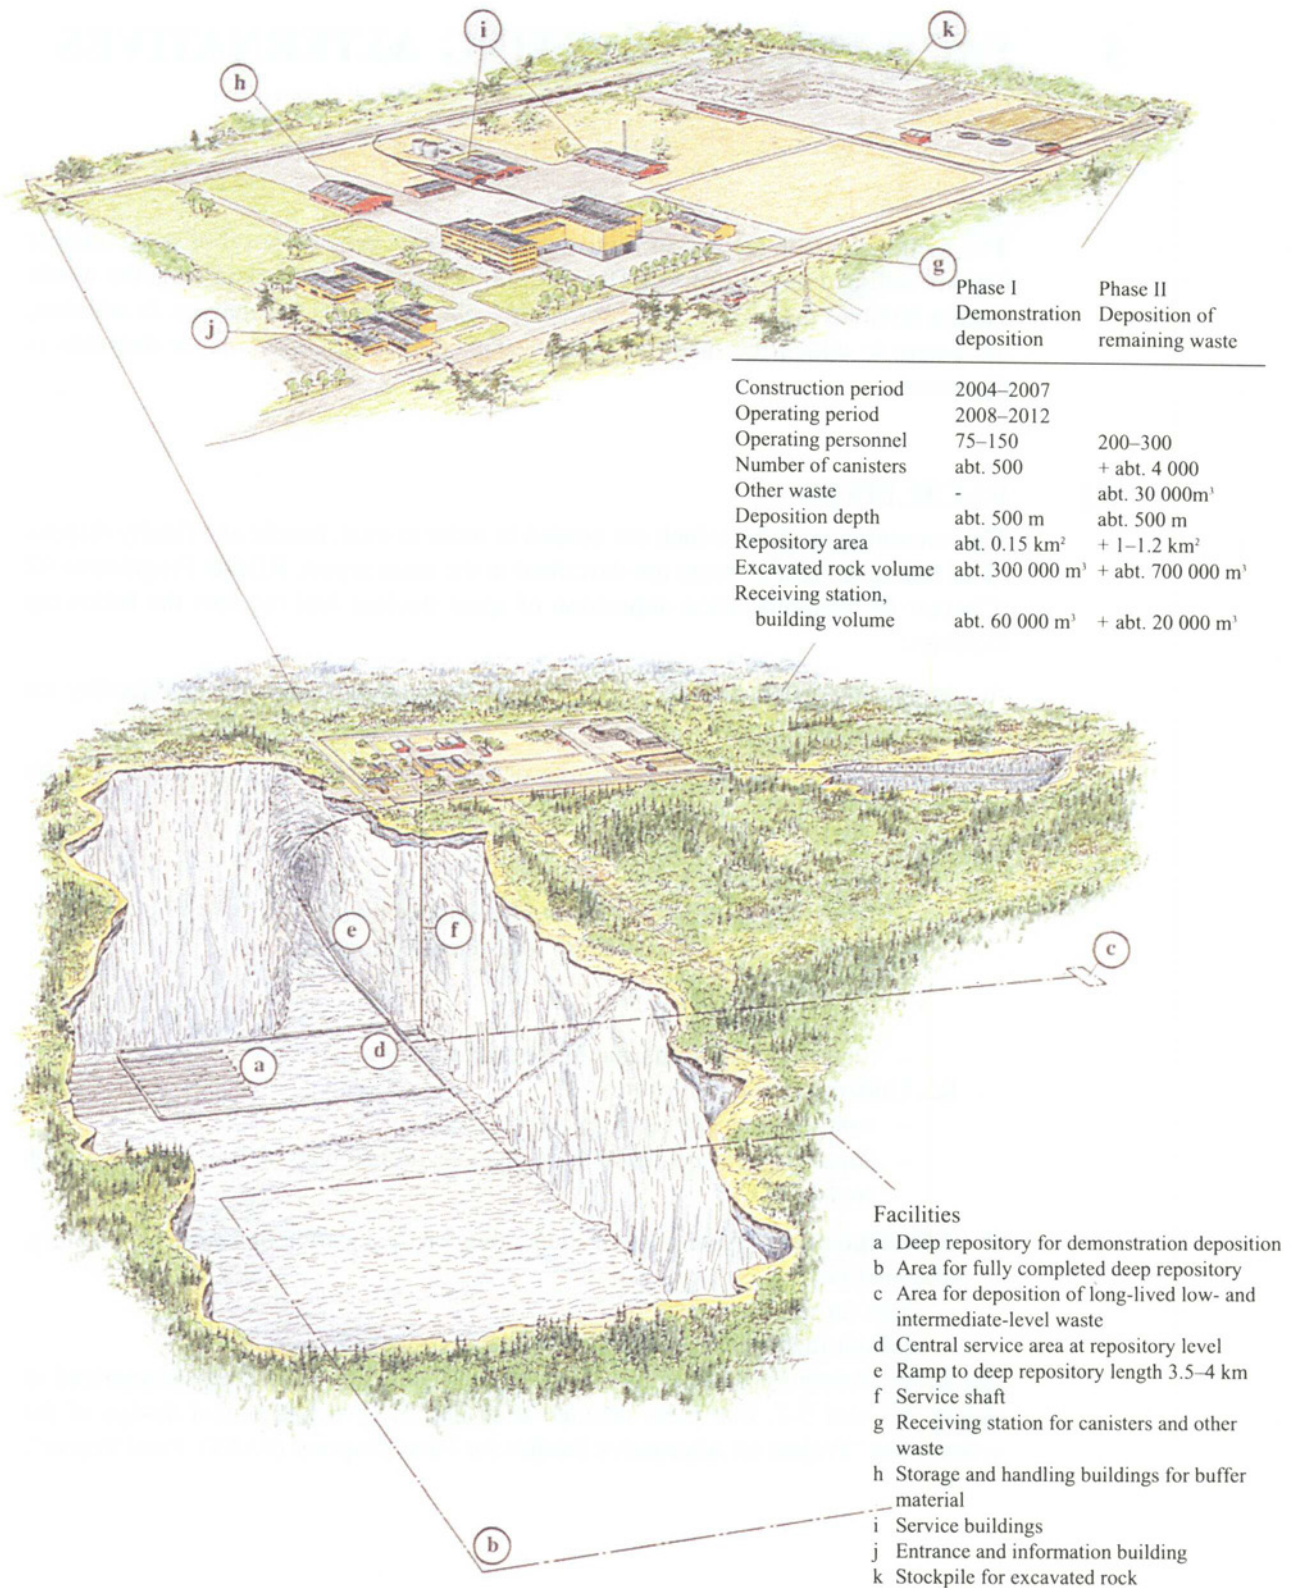 i
k
h
g
j
Phase I Phase II
Demonstration Deposition of
deposition remaining waste
Construction period 2004–2007
Operating period 2008–2012
Operating personnel 75–150 200–300
Number of canisters abt. 500 + abt. 4 000
Other waste - abt. 30 000m³
Deposition depth abt. 500 m abt. 500 m
Repository area abt. 0.15 km² + 1–1.2 km²
Excavated rock volume abt. 300 000 m³ + abt. 700 000 m³
Receiving station,
building volume abt. 60 000 m³ + abt. 20 000 m³
e
f
c
d
a
b
Facilities
a Deep repository for demonstration deposition
b Area for fully completed deep repository
c Area for deposition of long-lived low- and
intermediate-level waste
d Central service area at repository level
e Ramp to deep repository length 3.5–4 km
f Service shaft
g Receiving station for canisters and other
waste
h Storage and handling buildings for buffer
material
i Service buildings
j Entrance and information building
k Stockpile for excavated rock